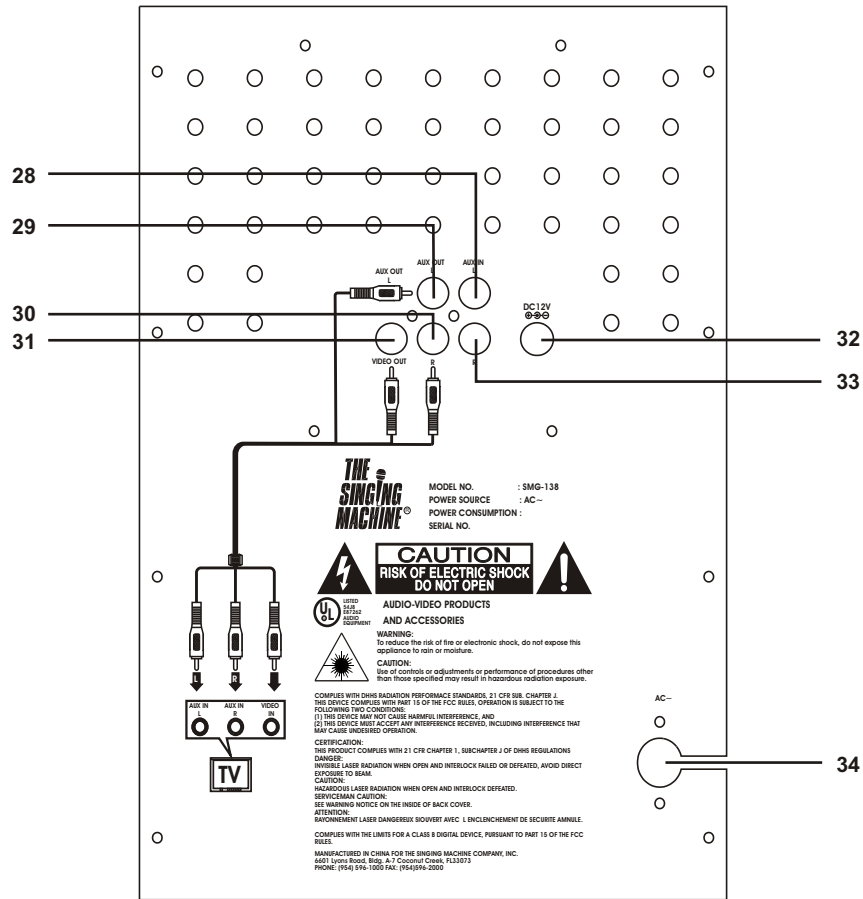 28
29
AUX OUT
L
AUX IN
L
AUX OUT
L
DC12V
30
31
32
33
VIDEO OUT
R
R
THE
SINGING
MACHINE®
MODEL NO. : SMG-138
POWER SOURCE : AC~
POWER CONSUMPTION :
SERIAL NO.
CAUTION
RISK OF ELECTRIC SHOCK
DO NOT OPEN
UL
LISTED
54J8
E87262
AUDIO
EQUIPMENT
AUDIO-VIDEO PRODUCTS
AND ACCESSORIES
WARNING:
To reduce the risk of fire or electronic shock, do not expose this
appliance to rain or moisture.
CAUTION:
Use of controls or adjustments or performance of procedures other
than those specified may result in hazardous radiation exposure.
L
R
AUX IN
L
AUX IN
R
VIDEO
IN
TV
COMPLIES WITH DHHS RADIATION PERFORMACE STANDARDS, 21 CFR SUB. CHAPTER J.
THIS DEVICE COMPLIES WITH PART 15 OF THE FCC RULES, OPERATION IS SUBJECT TO THE
FOLLOWING TWO CONDITIONS:
(1) THIS DEVICE MAY NOT CAUSE HARMFUL INTERFERENCE, AND
(2) THIS DEVICE MUST ACCEPT ANY INTERFERENCE RECEIVED, INCLUDING INTERFERENCE THAT
MAY CAUSE UNDESIRED OPERATION.
CERTIFICATION:
THIS PRODUCT COMPLIES WITH 21 CFR CHAPTER 1, SUBCHAPTER J OF DHHS REGULATIONS
DANGER:
INVISIBLE LASER RADIATION WHEN OPEN AND INTERLOCK FAILED OR DEFEATED, AVOID DIRECT
EXPOSURE TO BEAM.
CAUTION:
HAZARDOUS LASER RADIATION WHEN OPEN AND INTERLOCK DEFEATED.
SERVICEMAN CAUTION:
SEE WARNING NOTICE ON THE INSIDE OF BACK COVER.
ATTENTION:
RAYONNEMENT LASER DANGEREUX SIOUVERT AVEC L ENCLENCHEMENT DE SECURITE AMNULE.
COMPLIES WITH THE LIMITS FOR A CLASS B DIGITAL DEVICE, PURSUANT TO PART 15 OF THE FCC
RULES.
MANUFACTURED IN CHINA FOR THE SINGING MACHINE COMPANY, INC.
6601 Lyons Road, Bldg. A-7 Coconut Creek, FL33073
PHONE: (954) 596-1000 FAX: (954)596-2000
AC~
34